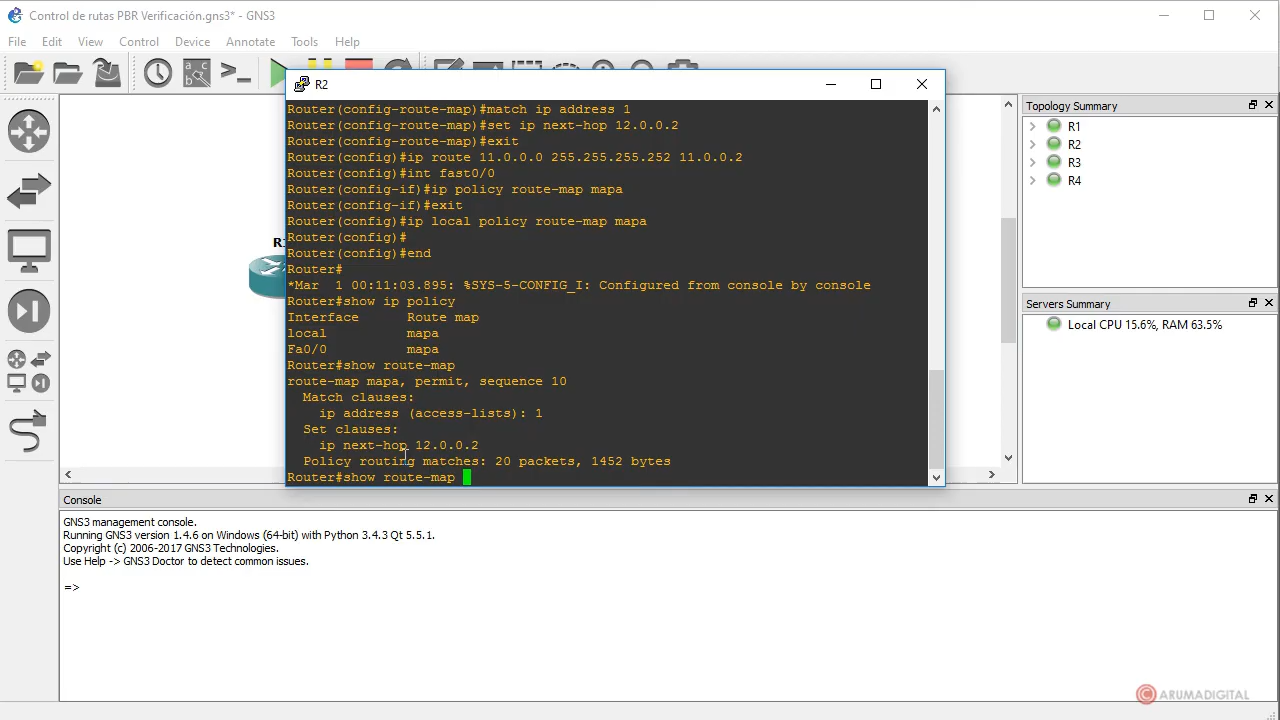 Control de rutas PBR Verificación.gns3* - GNS3
File Edit View Control Device Annotate Tools Help
R2
Router(config-route-map)#match ip address 1
Router(config-route-map)#set ip next-hop 12.0.0.2
Router(config-route-map)#exit
Router(config)#ip route 11.0.0.0 255.255.255.252 11.0.0.2
Router(config)#int fast0/0
Router(config-if)#ip policy route-map mapa
Router(config-if)#exit
Router(config)#ip local policy route-map mapa
Router(config)#
Router(config)#end
Router#
*Mar  1 00:11:03.895: %SYS-5-CONFIG_I: Configured from console by console
Router#show ip policy
Interface      Route map
local          mapa
Fa0/0          mapa
Router#show route-map
route-map mapa, permit, sequence 10
  Match clauses:
    ip address (access-lists): 1
  Set clauses:
    ip next-hop 12.0.0.2
  Policy routing matches: 20 packets, 1452 bytes
Router#show route-map
Topology Summary
R1
R2
R3
R4
Servers Summary
Local CPU 15.6%, RAM 63.5%
Console
GNS3 management console.
Running GNS3 version 1.4.6 on Windows (64-bit) with Python 3.4.3 Qt 5.5.1.
Copyright (c) 2006-2017 GNS3 Technologies.
Use Help -> GNS3 Doctor to detect common issues.
=>
© ARUMADIGITAL